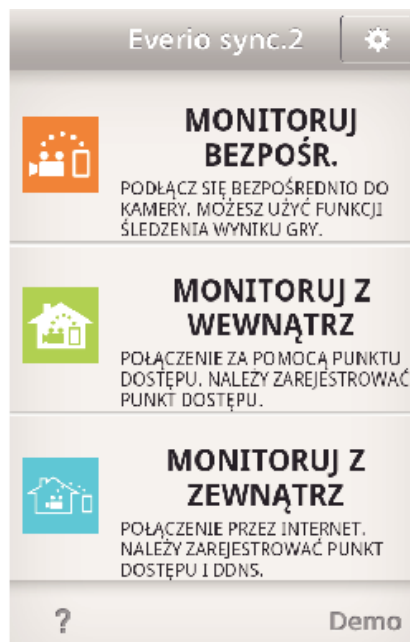 Everio sync.2
MONITORUJ
BEZPOŚR.
PODŁĄCZ SIĘ BEZPOŚREDNIO DO
KAMERY. MOŻESZ UŻYĆ FUNKCJI
ŚLEDZENIA WYNIKU GRY.
MONITORUJ Z
WEWNĄTRZ
POŁĄCZENIE ZA POMOCĄ PUNKTU
DOSTĘPU. NALEŻY ZAREJESTROWAĆ
PUNKT DOSTĘPU.
MONITORUJ Z
ZEWNĄTRZ
POŁĄCZENIE PRZEZ INTERNET.
NALEŻY ZAREJESTROWAĆ PUNKT
DOSTĘPU I DDNS.
? Demo